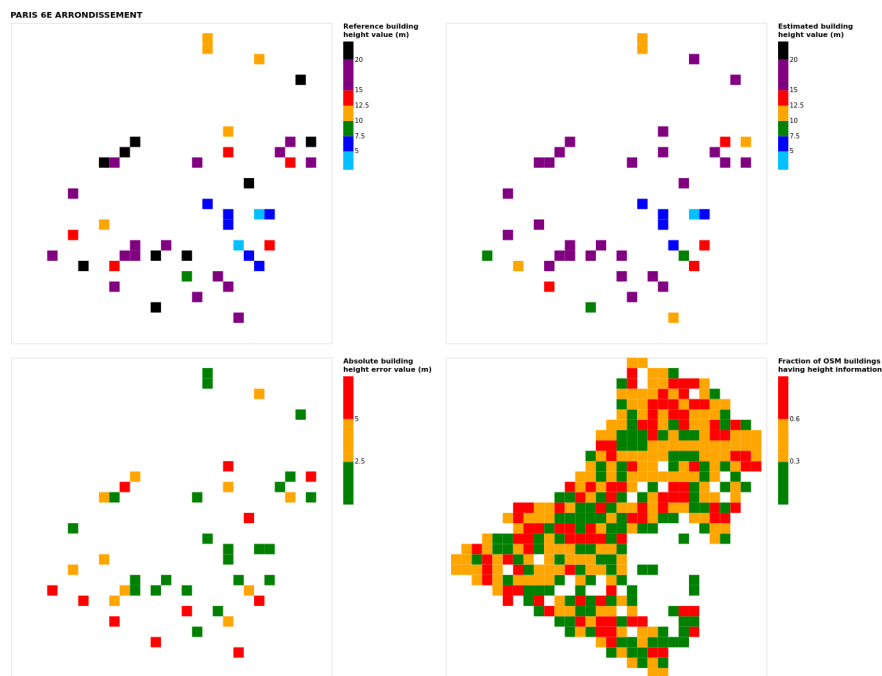 PARIS 6E ARRONDISSEMENT
Reference building
height value (m)
20
15
12.5
10
7.5
5
Estimated building
height value (m)
20
15
12.5
10
7.5
5
Absolute building
height error value (m)
5
2.5
Fraction of OSM buildings
having height information
0.6
0.3